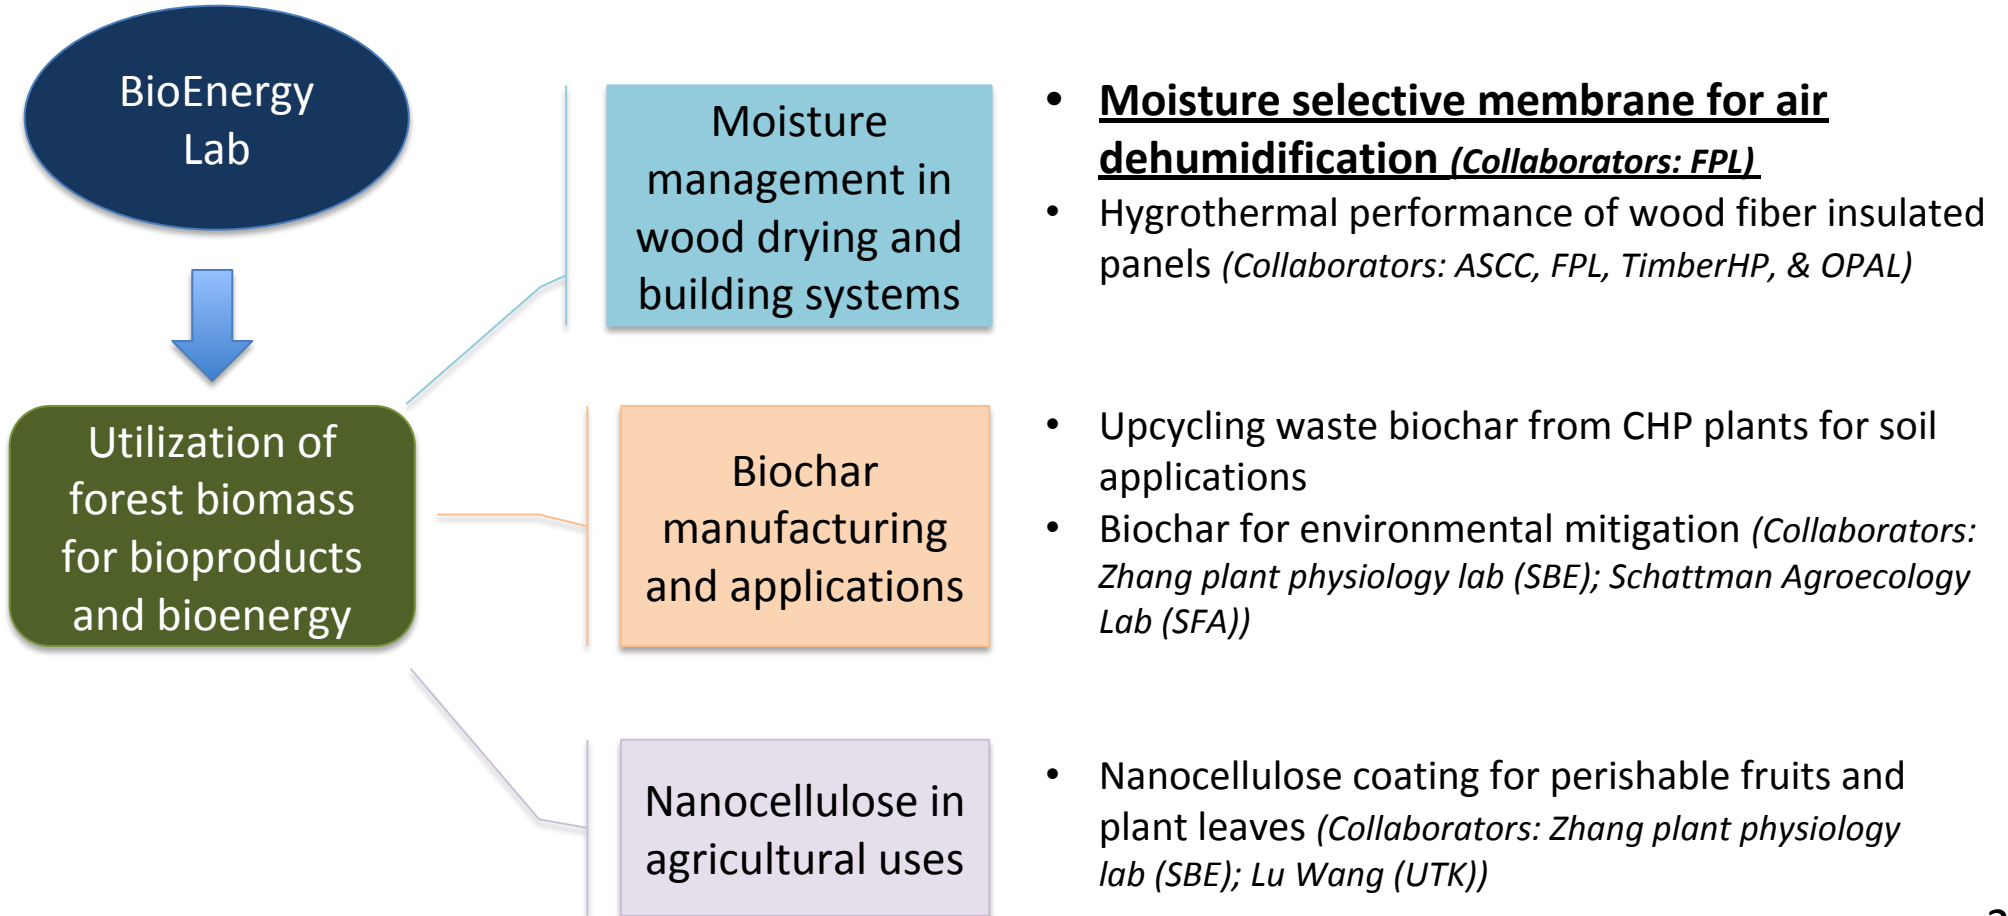 BioEnergy
Lab
Utilization of
forest biomass
for bioproducts
and bioenergy
Moisture
management in
wood drying and
building systems
• Moisture selective membrane for air
dehumidification (Collaborators: FPL)
• Hygrothermal performance of wood fiber insulated
panels (Collaborators: ASCC, FPL, TimberHP, & OPAL)
Biochar
manufacturing
and applications
• Upcycling waste biochar from CHP plants for soil
applications
• Biochar for environmental mitigation (Collaborators:
Zhang plant physiology lab (SBE); Schattman Agroecology
Lab (SFA))
Nanocellulose in
agricultural uses
• Nanocellulose coating for perishable fruits and
plant leaves (Collaborators: Zhang plant physiology
lab (SBE); Lu Wang (UTK))